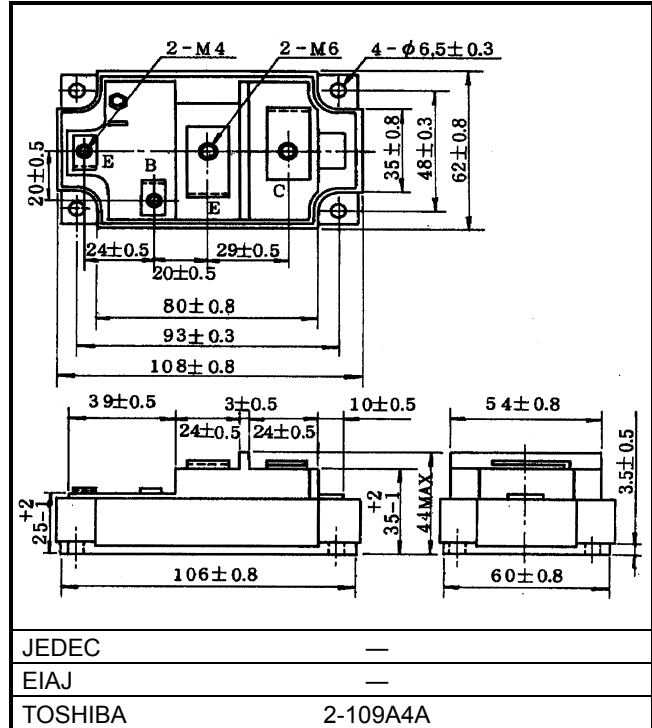 2-M4
2-M6
4-φ6.5±0.3
E
B
E
C
20±0.5
35±0.8
48±0.3
62±0.8
24±0.5
20±0.5
29±0.5
80±0.8
93±0.3
108±0.8
39±0.5
3±0.5
10±0.5
24±0.5
24±0.5
54±0.8
+2
25-1
+2
35-1
44MAX
3.5±0.5
106±0.8
60±0.8
JEDEC —
EIAJ —
TOSHIBA 2-109A4A